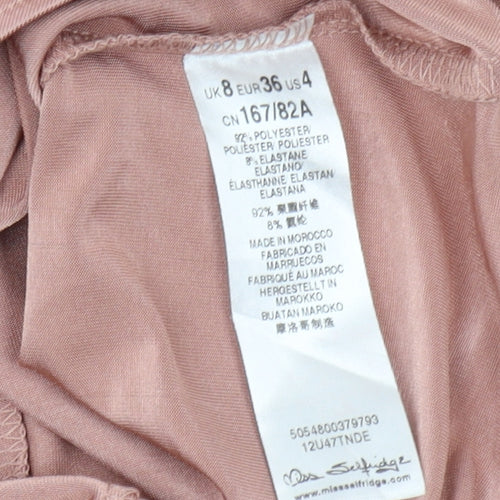 UK 8 EUR 36 US 4
CN 167/82A
92% POLYESTER
POLIESTER/ POLIESTER
8% ELASTANE
ELASTANO
ÉLASTHANNE ELASTAN
ELASTANA
92% 聚酯纤维
8% 氨纶
MADE IN MOROCCO
FABRICADO EN
MARRUECOS
FABRIQUÉ AU MAROC
HERGESTELLT IN
MAROKKO
BUATAN MAROKO
摩洛哥制造
5054800379793
12U47TNDE
Miss Selfridge
www.missselfridge.com